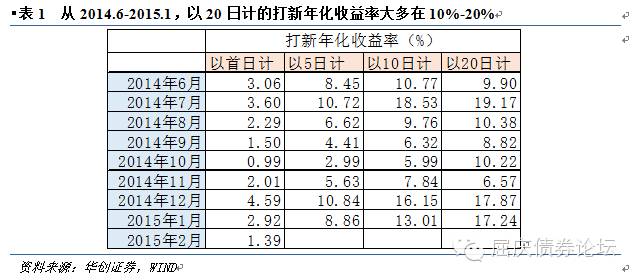 ▪表 1 从 2014.6-2015.1，以 20 日计的打新年化收益率大多在 10%-20%
打新年化收益率（%）
以首日计 以5日计 以10日计 以20日计
2014年6月 3.06 8.45 10.77 9.90
2014年7月 3.60 10.72 18.53 19.17
2014年8月 2.29 6.62 9.76 10.38
2014年9月 1.50 4.41 6.32 8.82
2014年10月 0.99 2.99 5.99 10.22
2014年11月 2.01 5.63 7.84 6.57
2014年12月 4.59 10.84 16.15 17.87
2015年1月 2.92 8.86 13.01 17.24
2015年2月 1.39
资料来源：华创证券，WIND
屈庆债券论坛